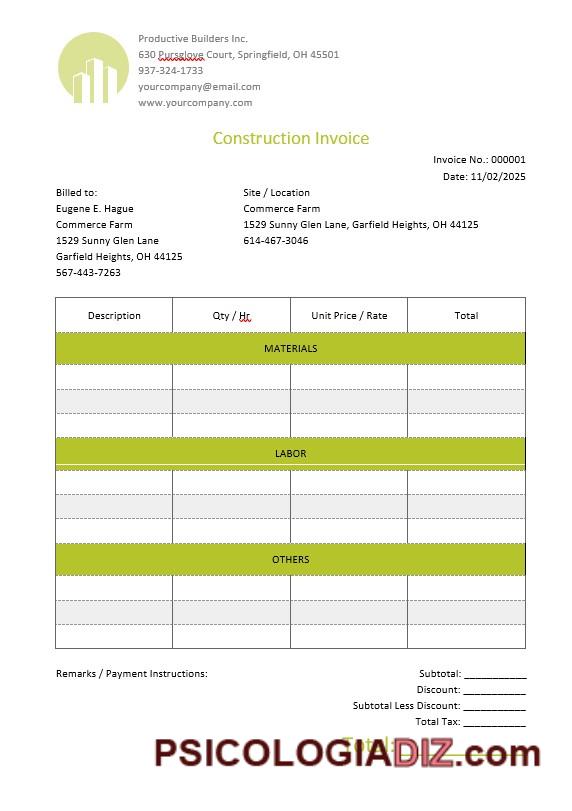 Productive Builders Inc.
630 Pursglove Court, Springfield, OH 45501
937-324-1733
yourcompany@email.com
www.yourcompany.com
Construction Invoice
Invoice No.: 000001
Date: 11/02/2025
Billed to:
Eugene E. Hague
Commerce Farm
1529 Sunny Glen Lane
Garfield Heights, OH 44125
567-443-7263
Site / Location
Commerce Farm
1529 Sunny Glen Lane, Garfield Heights, OH 44125
614-467-3046
Description Qty / Hr Unit Price / Rate Total
MATERIALS
LABOR
OTHERS
Remarks / Payment Instructions:
Subtotal: ___________
Discount: ___________
Subtotal Less Discount: ___________
Total Tax: ___________
Total:
PSICOLOGIADIZ.com